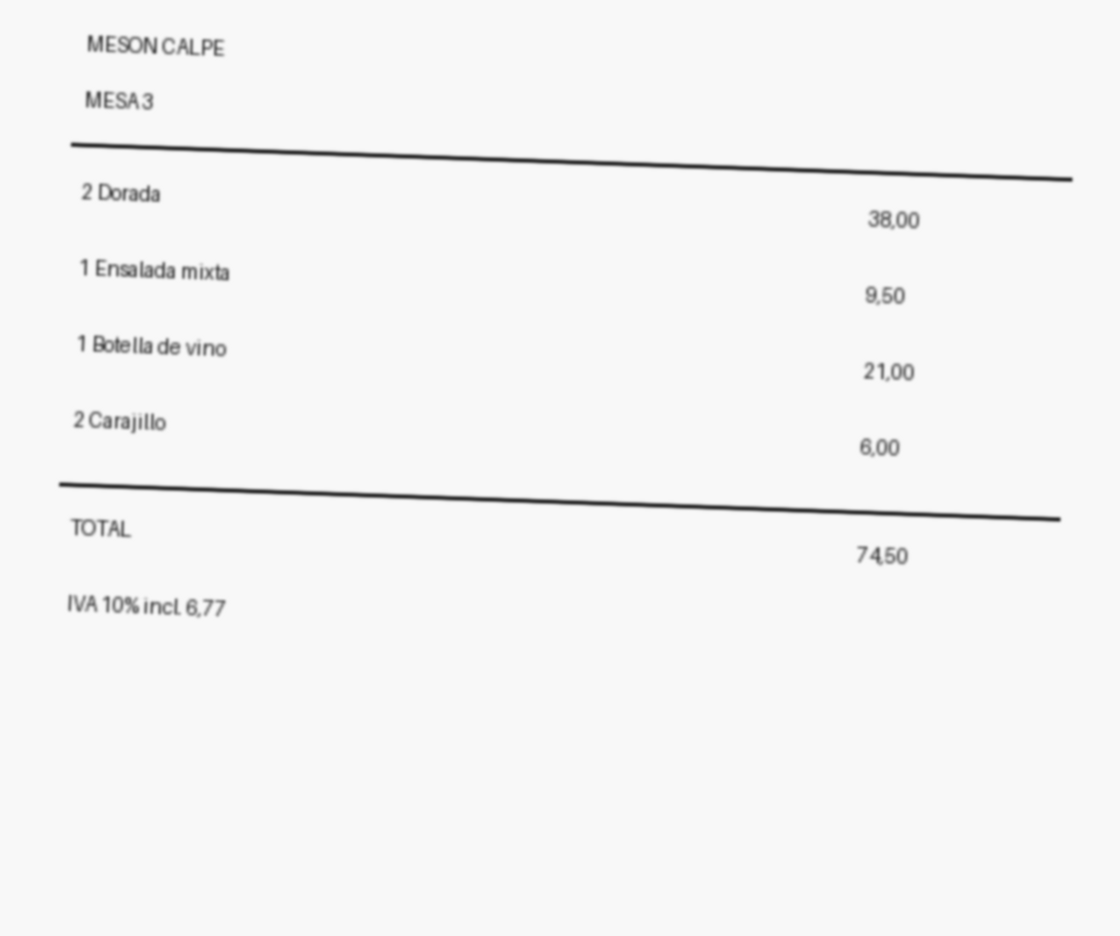 MESON CALPE
MESA 3
2 Dorada 38,00
1 Ensalada mixta 9,50
1 Botella de vino 21,00
2 Carajillo 6,00
TOTAL 74,50
IVA 10% incl. 6,77